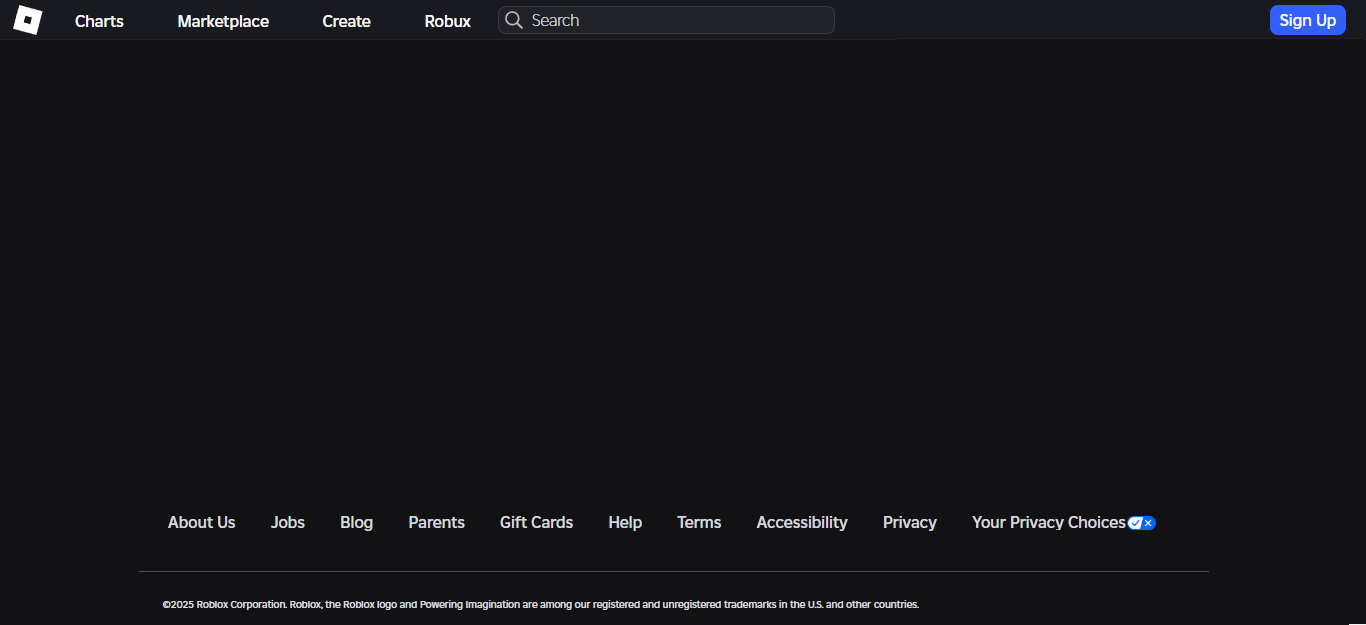 Charts Marketplace Create Robux Search Sign Up
About Us Jobs Blog Parents Gift Cards Help Terms Accessibility Privacy Your Privacy Choices
©2025 Roblox Corporation. Roblox, the Roblox logo and Powering Imagination are among our registered and unregistered trademarks in the U.S. and other countries.